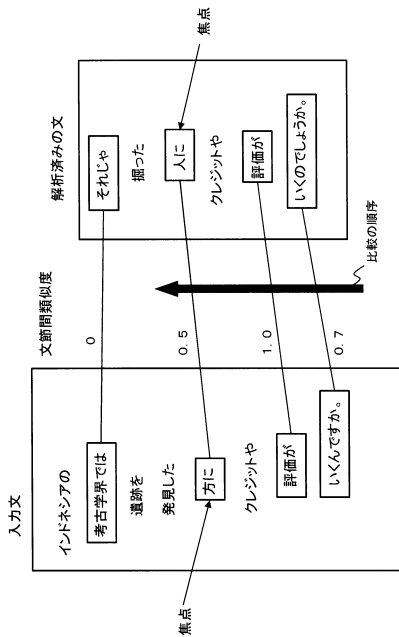 入力文
インドネシアの
考古学界では
遺跡を
発見した
方に
クレジットや
評価が
いくんですか。
焦点
文節間類似度
0
0.5
1.0
0.7
比較の順序
解析済みの文
それじゃ
掘った
人に
クレジットや
評価が
いくのでしょうか。
焦点